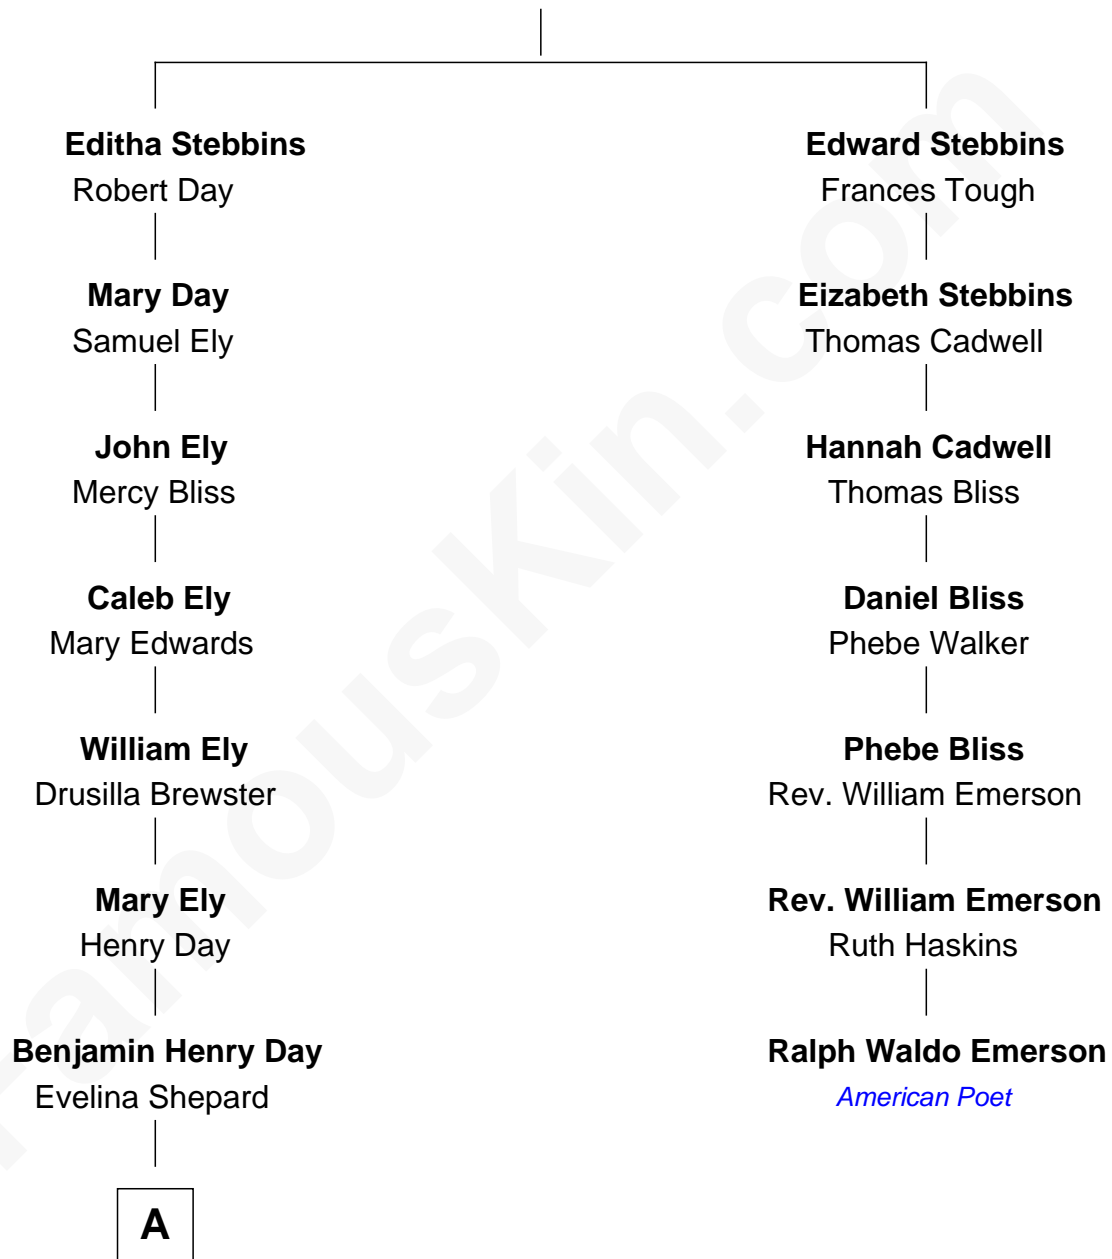 Editha Stebbins
Robert Day
Edward Stebbins
Frances Tough
Mary Day
Samuel Ely
Eizabeth Stebbins
Thomas Cadwell
John Ely
Mercy Bliss
Hannah Cadwell
Thomas Bliss
Caleb Ely
Mary Edwards
Daniel Bliss
Phebe Walker
William Ely
Drusilla Brewster
Phebe Bliss
Rev. William Emerson
Mary Ely
Henry Day
Rev. William Emerson
Ruth Haskins
Benjamin Henry Day
Evelina Shepard
Ralph Waldo Emerson
American Poet
A
FamousKin.com